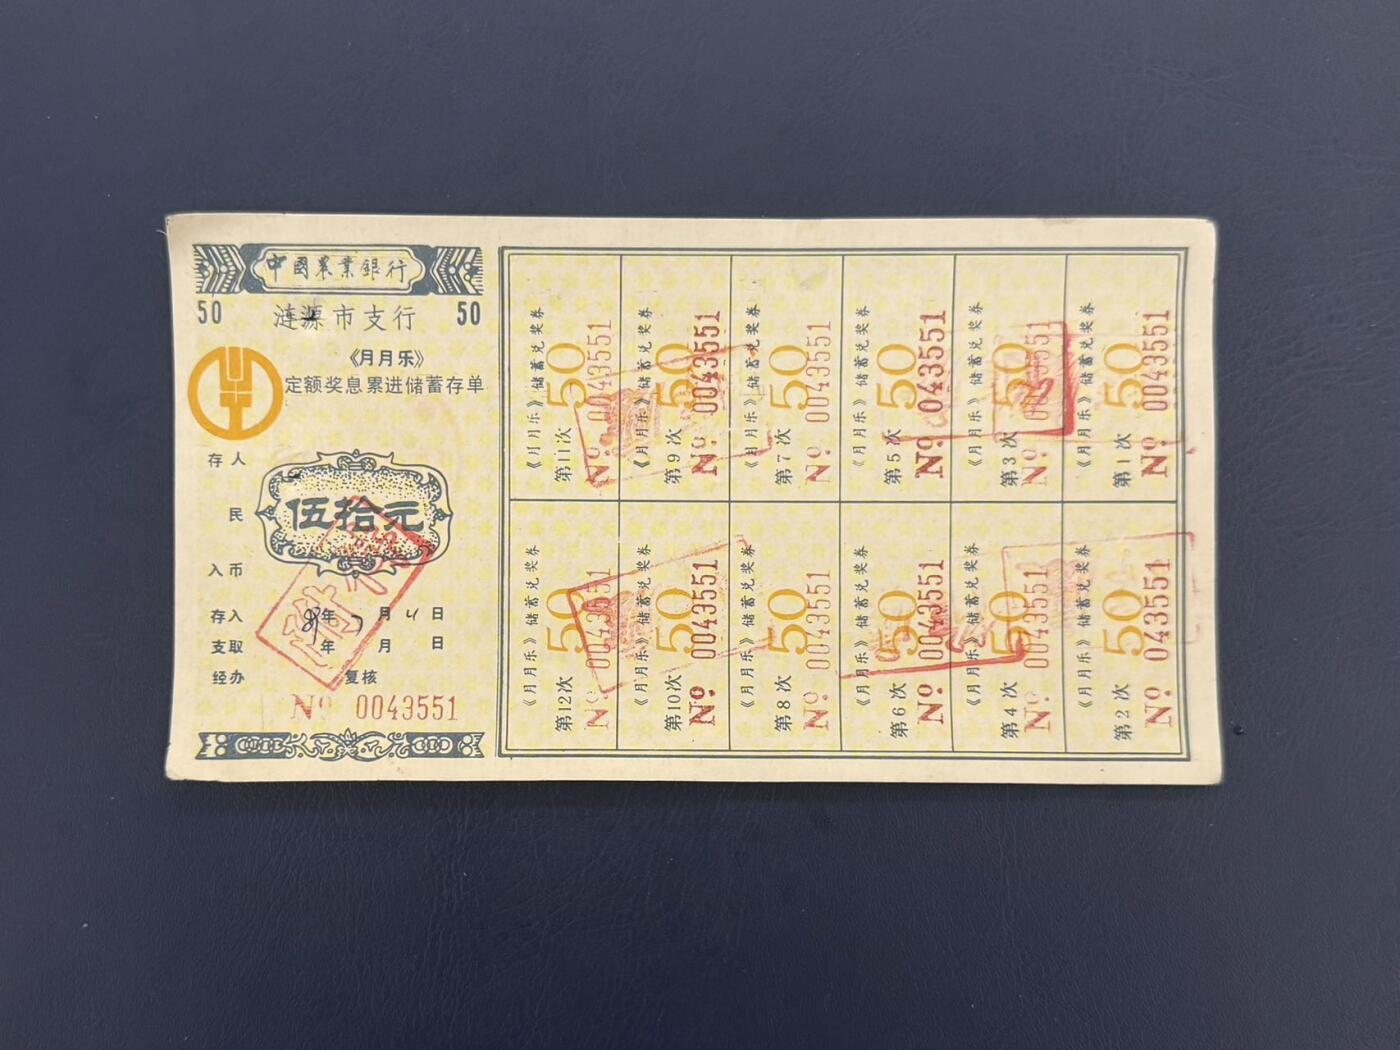 中國農業銀行
50 涟源市支行 50
《月月乐》
定额奖息累进储蓄存单
存人
民
入币
伍拾元
存入 年 月 日
支取 年 月 日
经办 复核
Nº 0043551
《月月乐》储蓄兑奖券
50
第11次
Nº 0043551
《月月乐》储蓄兑奖券
50
第9次
Nº 0043551
《月月乐》储蓄兑奖券
50
第7次
Nº 0043551
《月月乐》储蓄兑奖券
50
第5次
Nº 0043551
《月月乐》储蓄兑奖券
50
第3次
Nº 0043551
《月月乐》储蓄兑奖券
50
第1次
Nº 0043551
《月月乐》储蓄兑奖券
50
第12次
Nº 0043551
《月月乐》储蓄兑奖券
50
第10次
Nº 0043551
《月月乐》储蓄兑奖券
50
第8次
Nº 0043551
《月月乐》储蓄兑奖券
50
第6次
Nº 0043551
《月月乐》储蓄兑奖券
50
第4次
Nº 0043551
《月月乐》储蓄兑奖券
50
第2次
Nº 043551